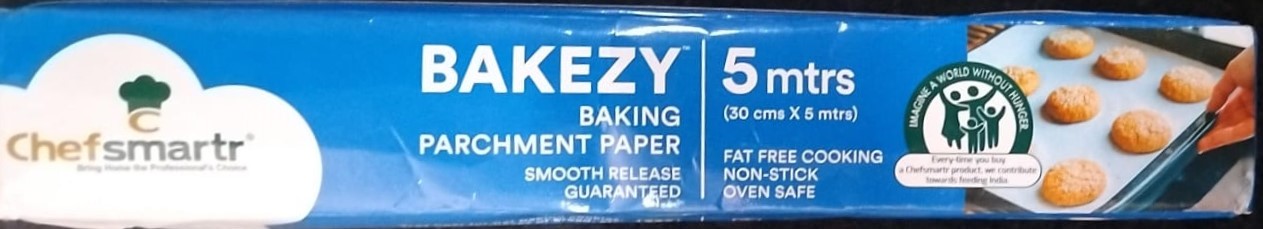 Chefsmartr®
Bring Home the Professional's Choice
BAKEZY™
BAKING
PARCHMENT PAPER
SMOOTH RELEASE
GUARANTEED
5 mtrs
(30 cms X 5 mtrs)
FAT FREE COOKING
NON-STICK
OVEN SAFE
IMAGINE A WORLD WITHOUT HUNGER
Every-time you buy
a Chefsmartr product, we contribute
towards feeding India.